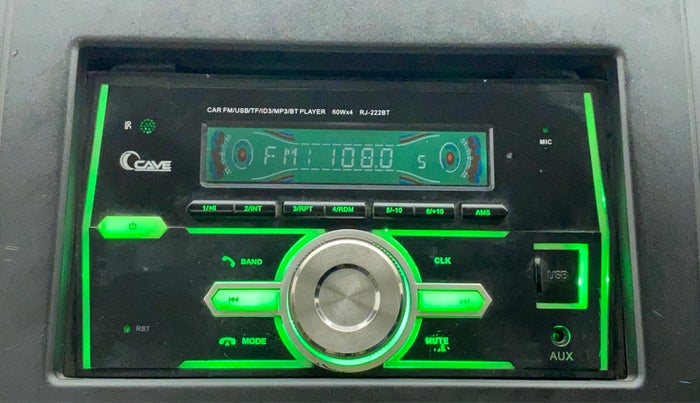 CAR FM/USB/TF/ID3/MP3/BT PLAYER 60Wx4 RJ-222BT
IR
MIC
CAVE
FM: 108.0 S
1/HI 2/INT 3/RPT 4/RDM 5/-10 6/+10 AMS
BAND CLK
USB
RST
MODE MUTE
AUX